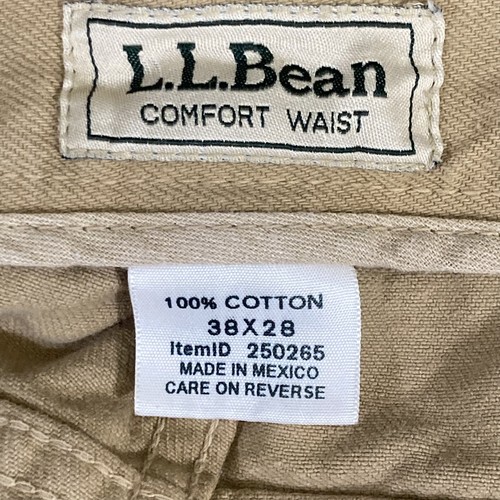 L.L.Bean
COMFORT WAIST
100% COTTON
38X28
ItemID 250265
MADE IN MEXICO
CARE ON REVERSE